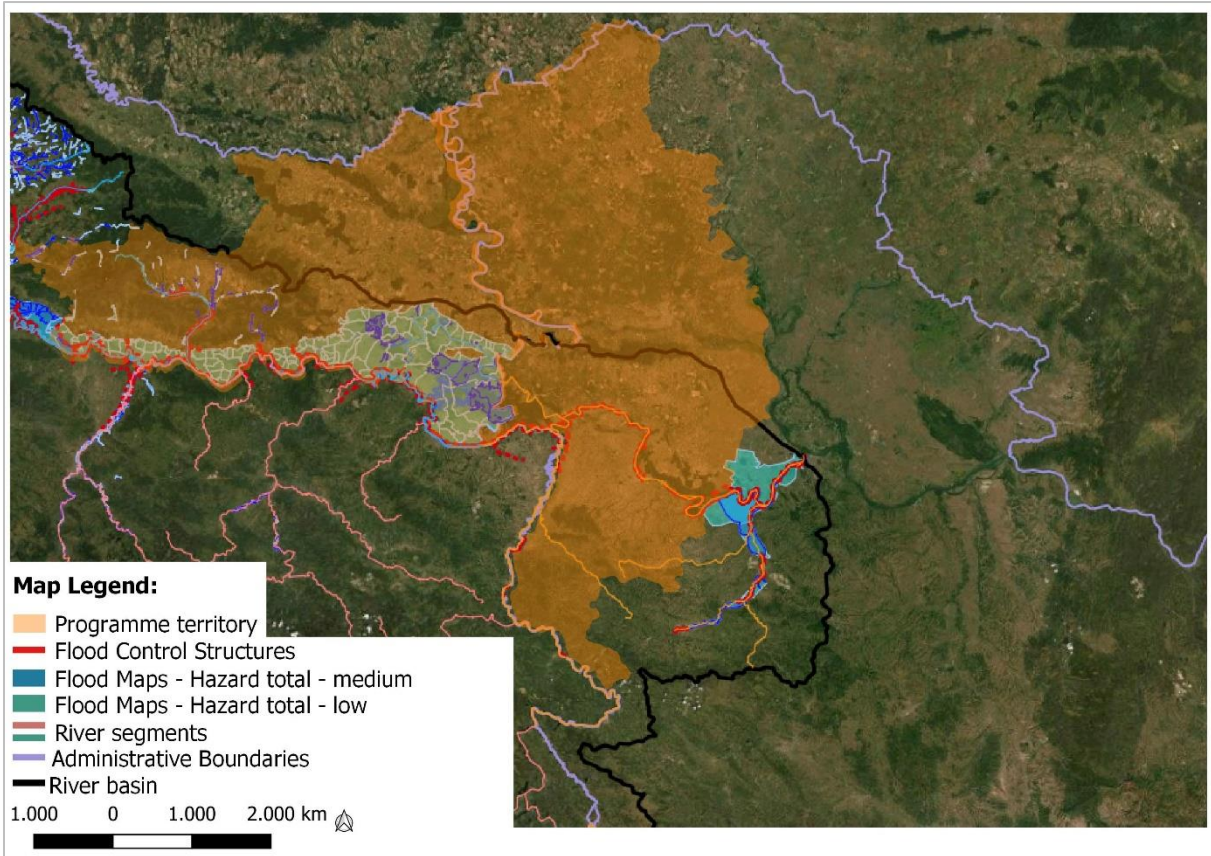 Map Legend:
Programme territory
Flood Control Structures
Flood Maps - Hazard total - medium
Flood Maps - Hazard total - low
River segments
Administrative Boundaries
River basin
1.000 0 1.000 2.000 km